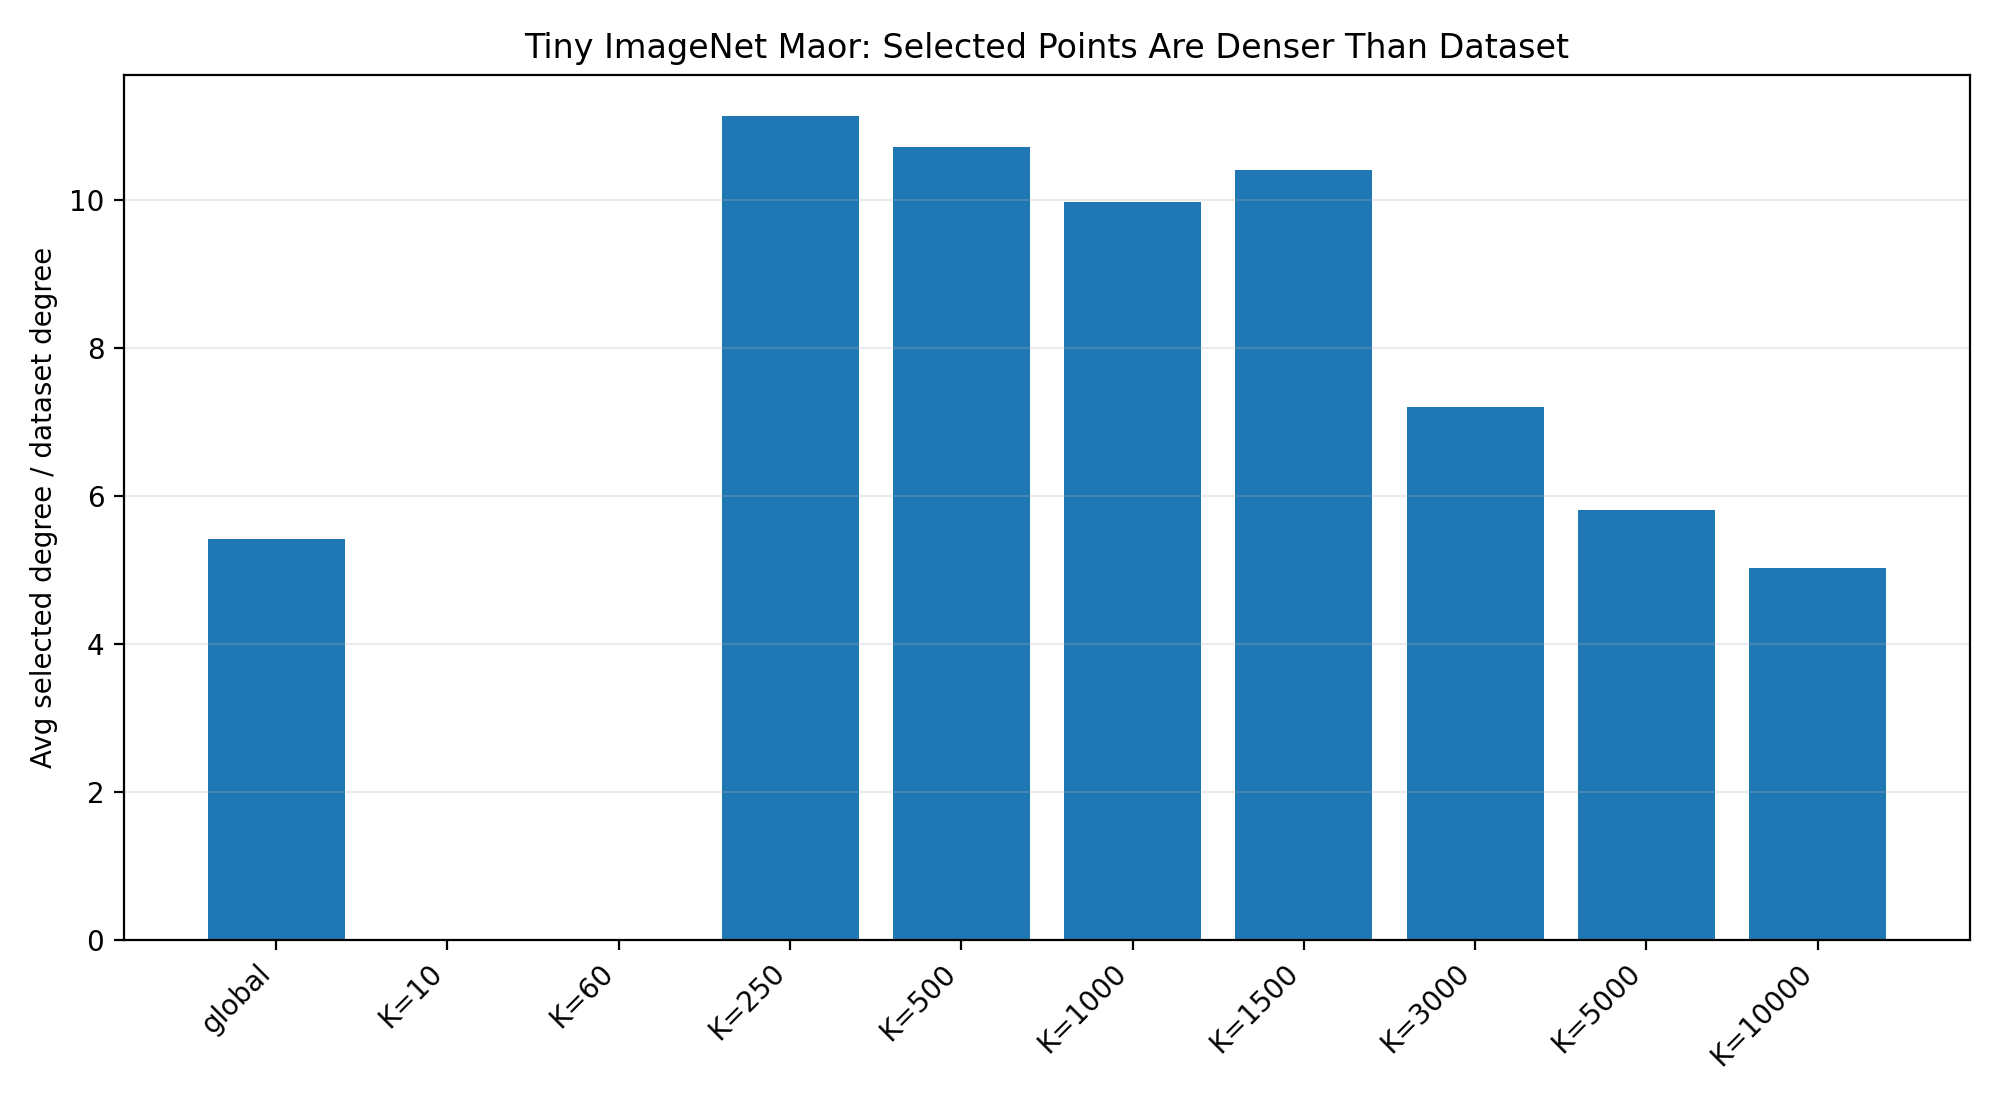 Tiny ImageNet Maor: Selected Points Are Denser Than Dataset
Avg selected degree / dataset degree
10
8
6
4
2
0
global
K=10
K=60
K=250
K=500
K=1000
K=1500
K=3000
K=5000
K=10000